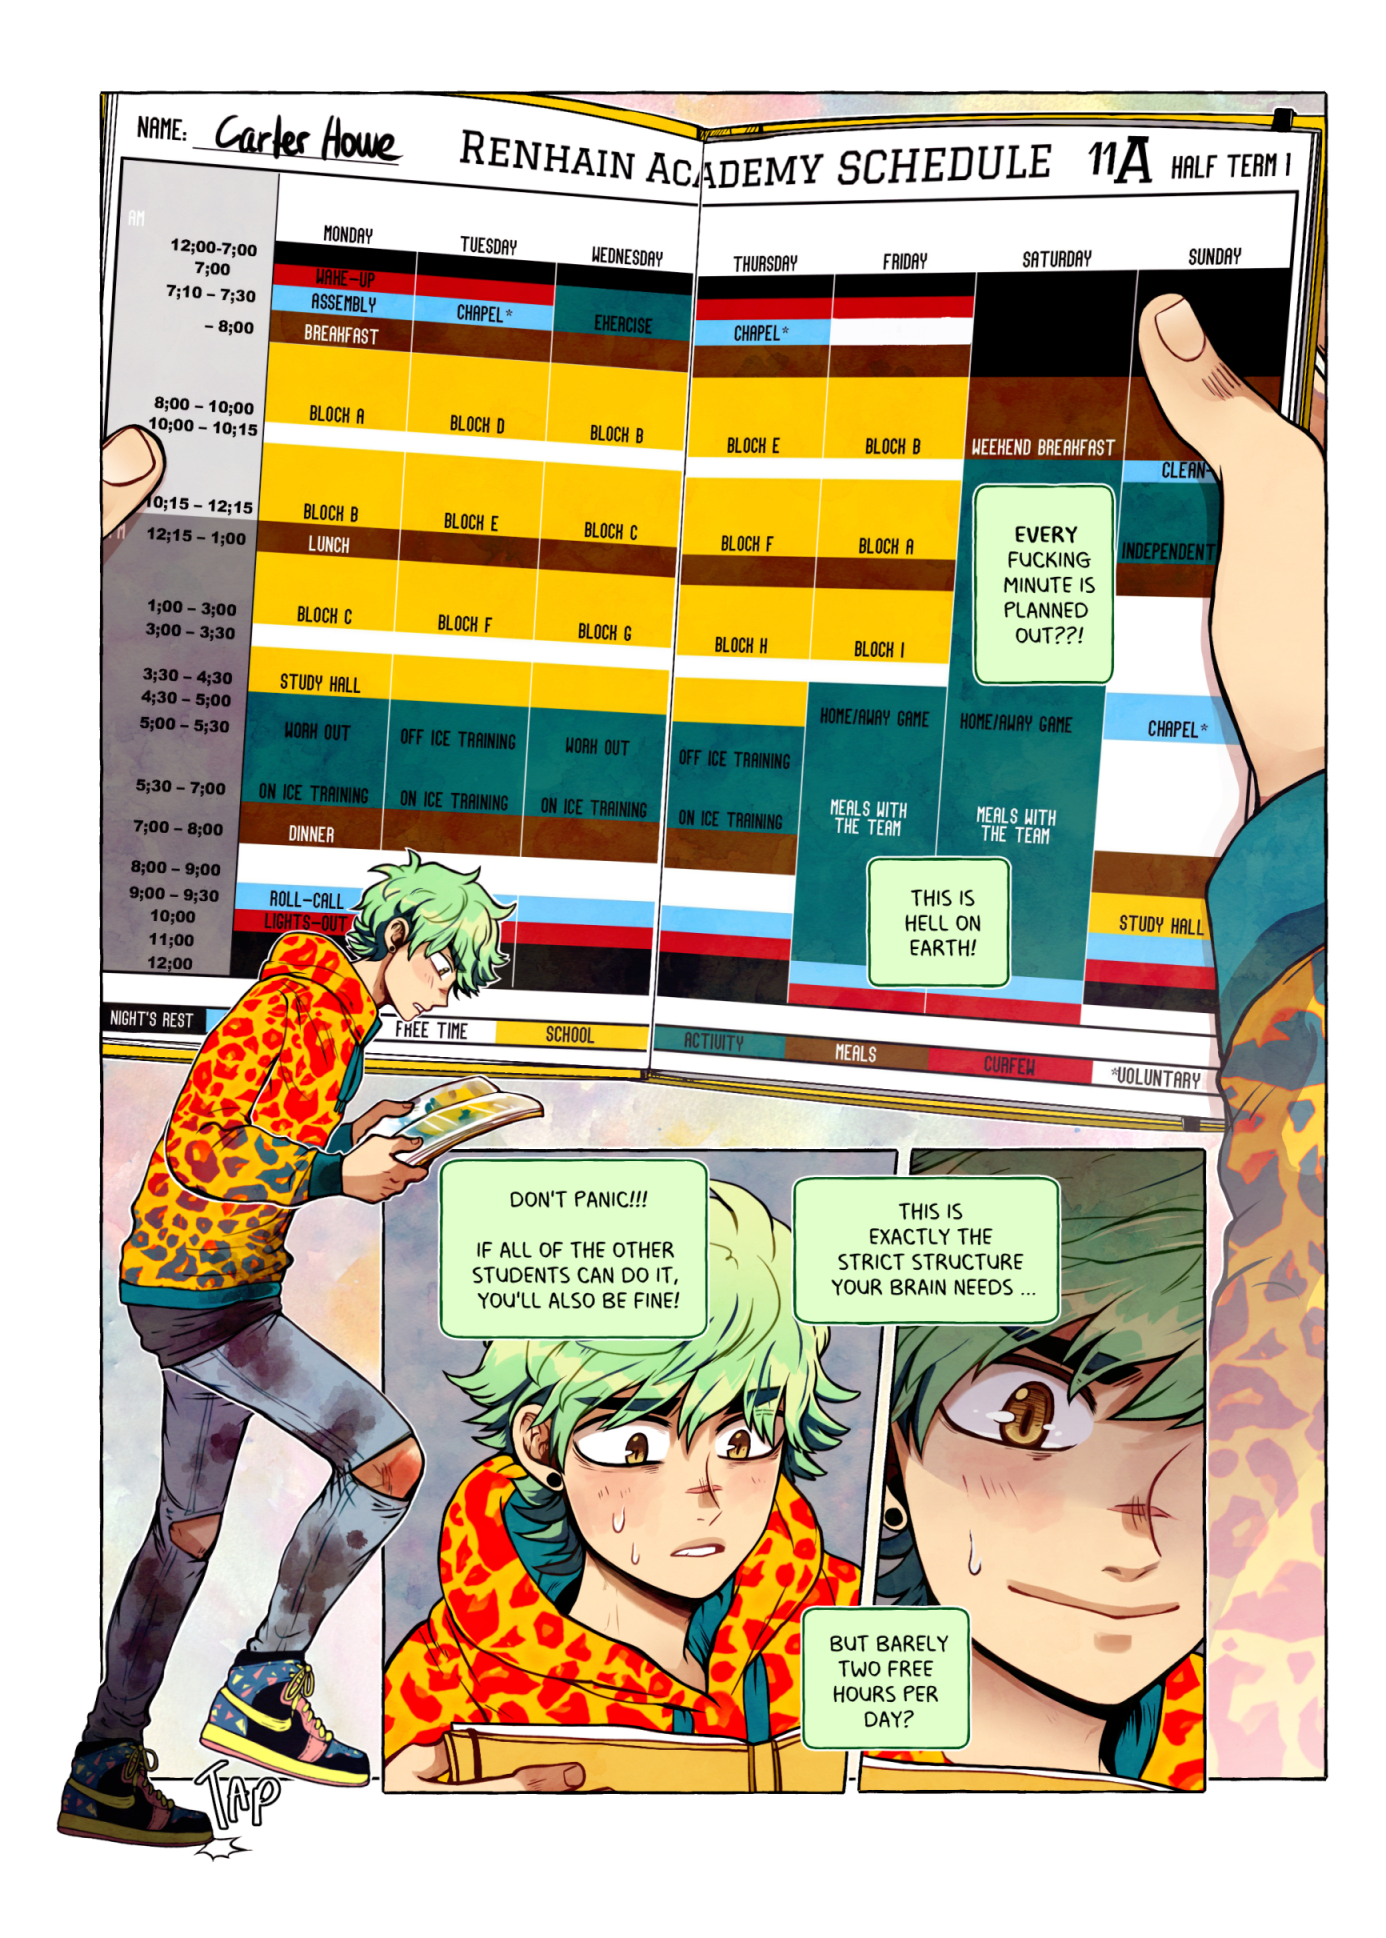 NAME: Carter Howe
RENHAIN ACADEMY SCHEDULE 11A HALF TERM 1
AM
MONDAY TUESDAY WEDNESDAY THURSDAY FRIDAY SATURDAY SUNDAY
12;00-7;00
7;00 WAKE-UP
7;10 – 7;30 ASSEMBLY CHAPEL* EXERCISE CHAPEL*
– 8;00 BREAKFAST
8;00 – 10;00 BLOCK A BLOCK D BLOCK B BLOCK E BLOCK B WEEKEND BREAKFAST
10;00 – 10;15 CLEAN-
10;15 – 12;15 BLOCK B BLOCK E BLOCK C BLOCK F BLOCK A INDEPENDENT
12;15 – 1;00 LUNCH
1;00 – 3;00 BLOCK C BLOCK F BLOCK G BLOCK H BLOCK I
3;00 – 3;30
3;30 – 4;30 STUDY HALL
4;30 – 5;00
5;00 – 5;30 WORK OUT OFF ICE TRAINING WORK OUT OFF ICE TRAINING HOME/AWAY GAME HOME/AWAY GAME CHAPEL*
5;30 – 7;00 ON ICE TRAINING ON ICE TRAINING ON ICE TRAINING ON ICE TRAINING
MEALS WITH
THE TEAM
MEALS WITH
THE TEAM
7;00 – 8;00 DINNER
8;00 – 9;00
9;00 – 9;30 ROLL-CALL STUDY HALL
10;00 LIGHTS-OUT
11;00
12;00
NIGHT'S REST FREE TIME SCHOOL ACTIVITY MEALS CURFEW *VOLUNTARY
EVERY
FUCKING
MINUTE IS
PLANNED
OUT??!
THIS IS
HELL ON
EARTH!
DON'T PANIC!!!
IF ALL OF THE OTHER
STUDENTS CAN DO IT,
YOU'LL ALSO BE FINE!
THIS IS
EXACTLY THE
STRICT STRUCTURE
YOUR BRAIN NEEDS ...
BUT BARELY
TWO FREE
HOURS PER
DAY?
TAP